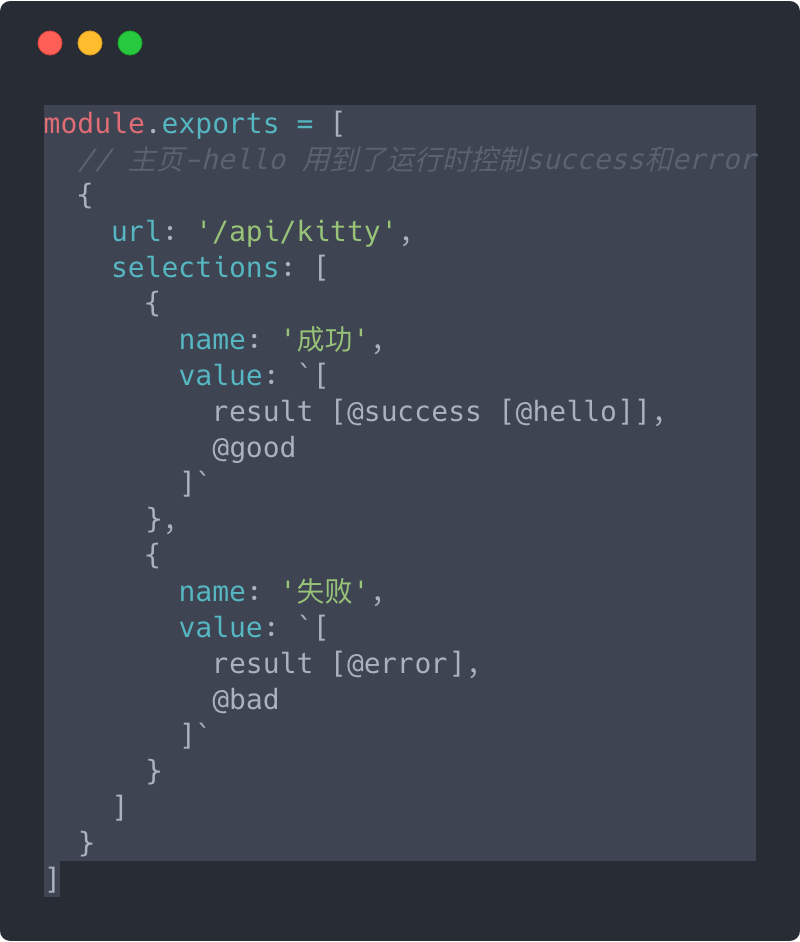 module.exports = [
  // 主页-hello 用到了运行时控制success和error
  {
    url: '/api/kitty',
    selections: [
      {
        name: '成功',
        value: `[
          result [@success [@hello]],
          @good
        ]`
      },
      {
        name: '失败',
        value: `[
          result [@error],
          @bad
        ]`
      }
    ]
  }
]